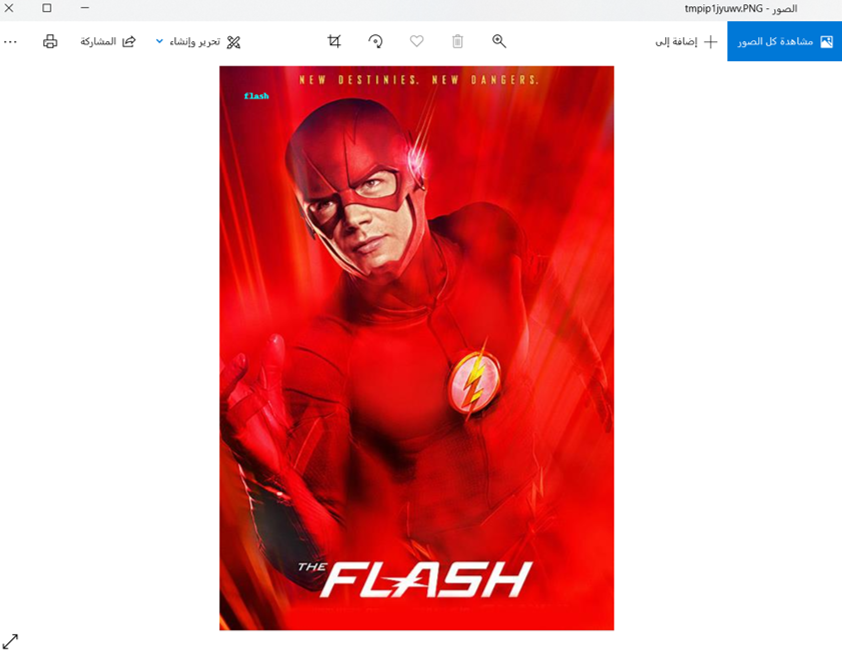 الصور - tmpip1jyuwv.PNG
مشاهدة كل الصور
إضافة إلى
تحرير وإنشاء
المشاركة
NEW DESTINIES. NEW DANGERS.
flash
THE FLASH